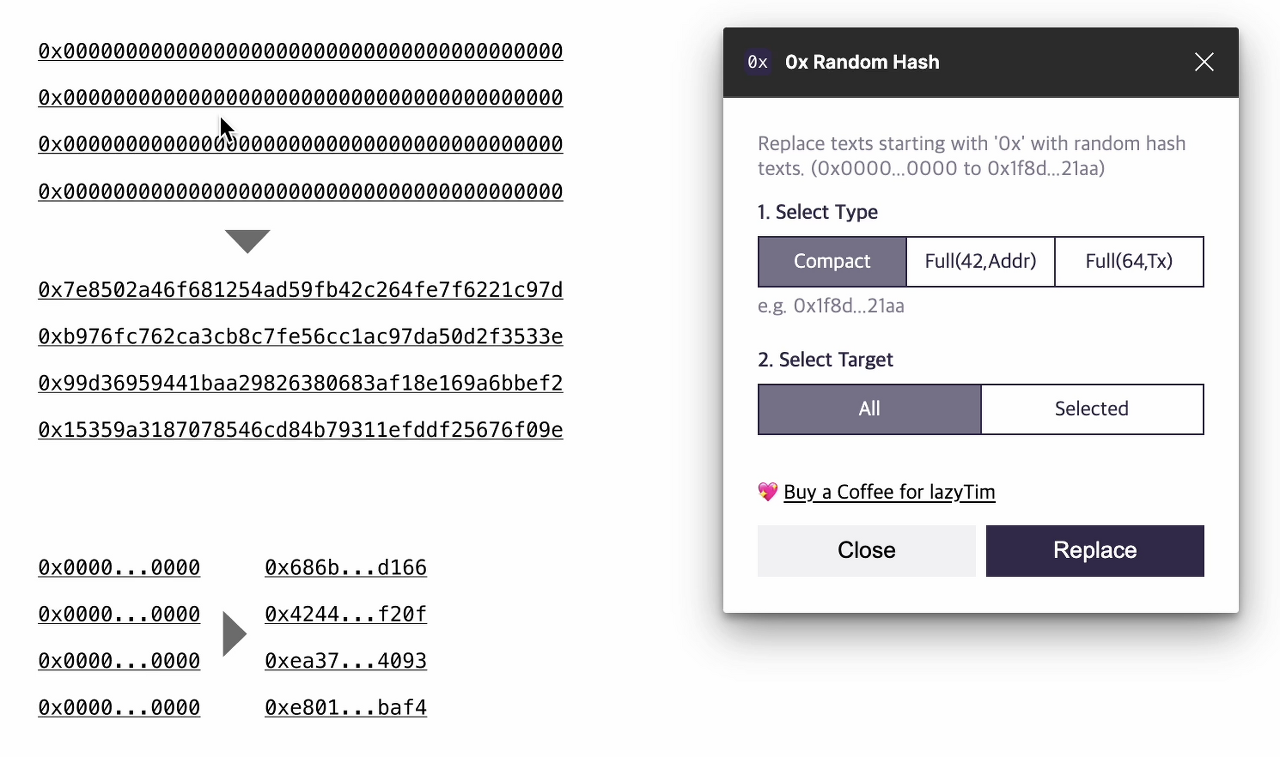 0x0000000000000000000000000000000000000000
0x0000000000000000000000000000000000000000
0x0000000000000000000000000000000000000000
0x0000000000000000000000000000000000000000
0x7e8502a46f681254ad59fb42c264fe7f6221c97d
0xb976fc762ca3cb8c7fe56cc1ac97da50d2f3533e
0x99d36959441baa29826380683af18e169a6bbef2
0x15359a3187078546cd84b79311efddf25676f09e
0x0000...0000 0x686b...d166
0x0000...0000 0x4244...f20f
0x0000...0000 0xea37...4093
0x0000...0000 0xe801...baf4
0x 0x Random Hash
Replace texts starting with '0x' with random hash
texts. (0x0000...0000 to 0x1f8d...21aa)
1. Select Type
Compact Full(42,Addr) Full(64,Tx)
e.g. 0x1f8d...21aa
2. Select Target
All Selected
💖 Buy a Coffee for lazyTim
Close Replace